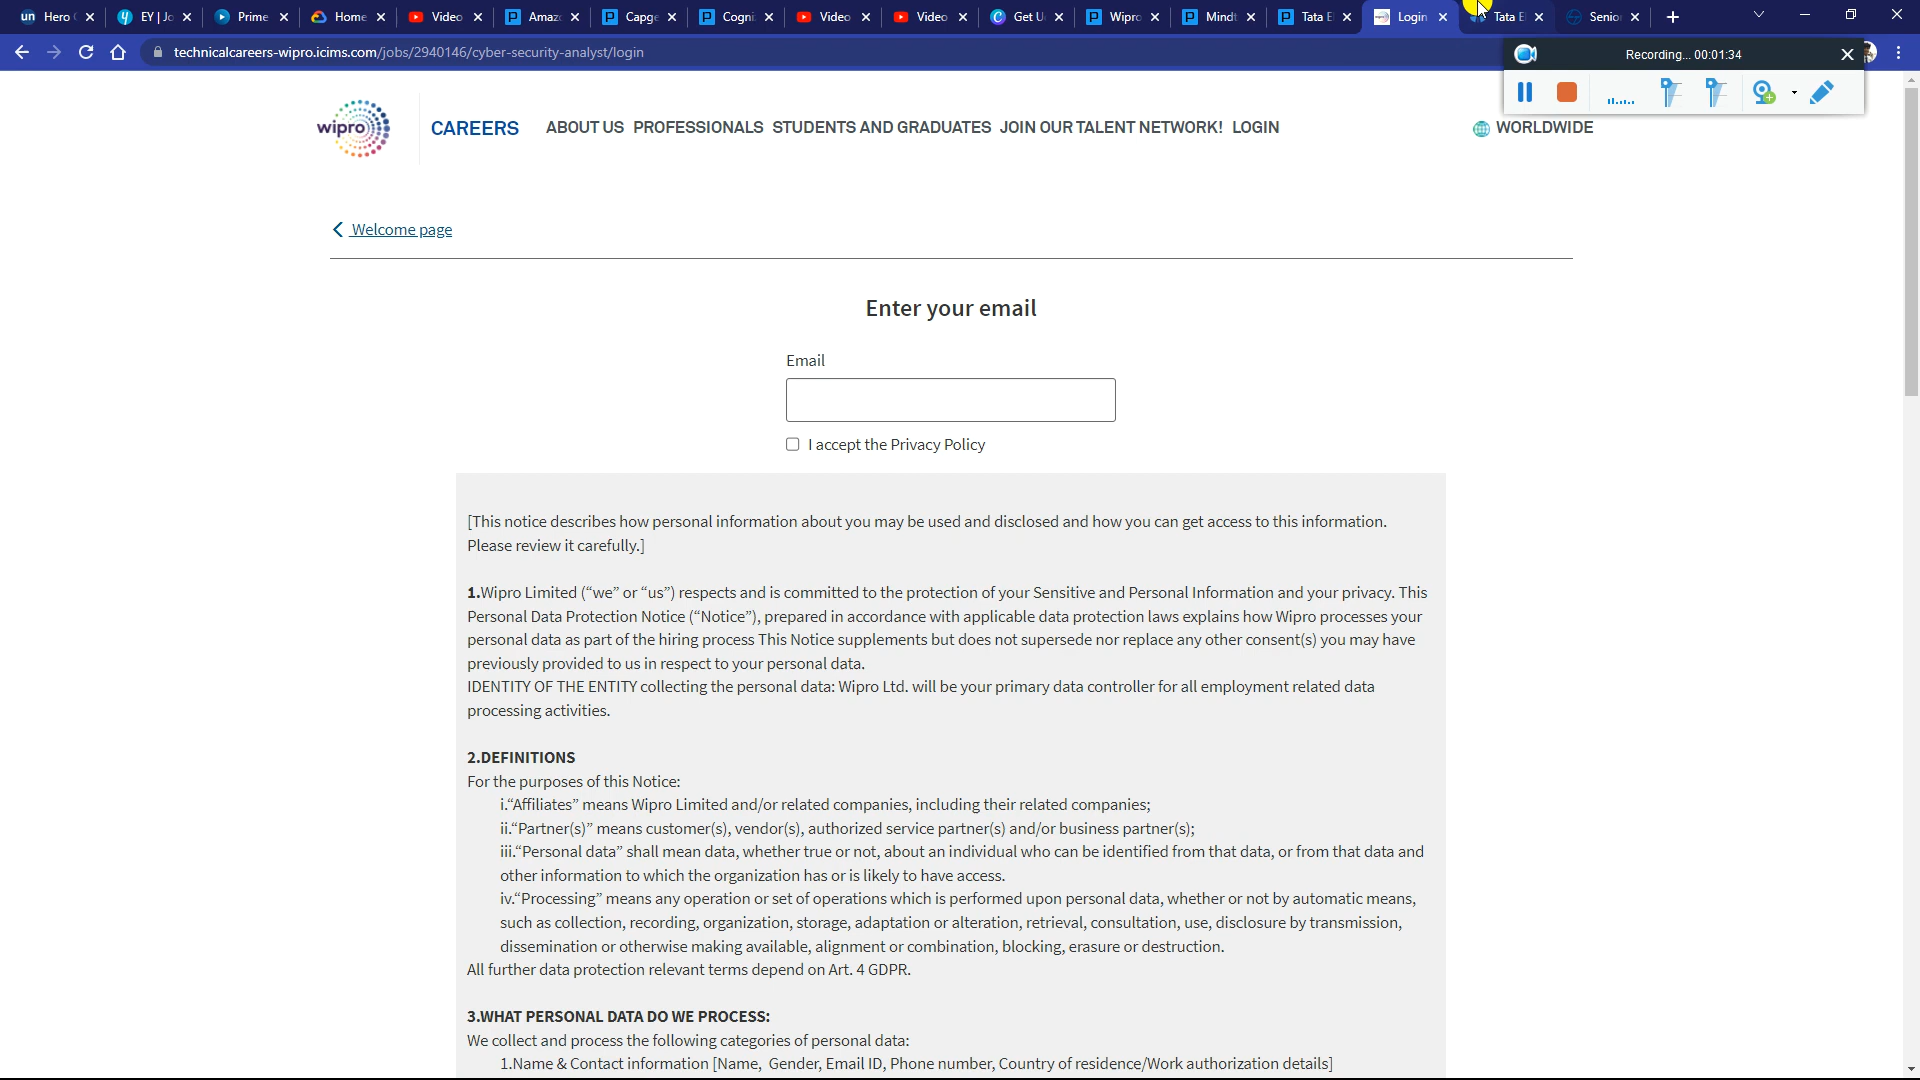 Hero
EY | Jo
Prime
Home
Video
Amaz
Capge
Cogni
Video
Video
Get U
Wipro
Mindt
Tata El
Login
Tata El
Senio
technicalcareers-wipro.icims.com/jobs/2940146/cyber-security-analyst/login
Recording... 00:01:34
wipro
CAREERS ABOUT US PROFESSIONALS STUDENTS AND GRADUATES JOIN OUR TALENT NETWORK! LOGIN WORLDWIDE
Welcome page
Enter your email
Email
I accept the Privacy Policy
[This notice describes how personal information about you may be used and disclosed and how you can get access to this information.
Please review it carefully.]
1.Wipro Limited (“we” or “us”) respects and is committed to the protection of your Sensitive and Personal Information and your privacy. This
Personal Data Protection Notice (“Notice”), prepared in accordance with applicable data protection laws explains how Wipro processes your
personal data as part of the hiring process This Notice supplements but does not supersede nor replace any other consent(s) you may have
previously provided to us in respect to your personal data.
IDENTITY OF THE ENTITY collecting the personal data: Wipro Ltd. will be your primary data controller for all employment related data
processing activities.
2.DEFINITIONS
For the purposes of this Notice:
i.“Affiliates” means Wipro Limited and/or related companies, including their related companies;
ii.“Partner(s)” means customer(s), vendor(s), authorized service partner(s) and/or business partner(s);
iii.“Personal data” shall mean data, whether true or not, about an individual who can be identified from that data, or from that data and
other information to which the organization has or is likely to have access.
iv.“Processing” means any operation or set of operations which is performed upon personal data, whether or not by automatic means,
such as collection, recording, organization, storage, adaptation or alteration, retrieval, consultation, use, disclosure by transmission,
dissemination or otherwise making available, alignment or combination, blocking, erasure or destruction.
All further data protection relevant terms depend on Art. 4 GDPR.
3.WHAT PERSONAL DATA DO WE PROCESS:
We collect and process the following categories of personal data:
1.Name & Contact information [Name, Gender, Email ID, Phone number, Country of residence/Work authorization details]